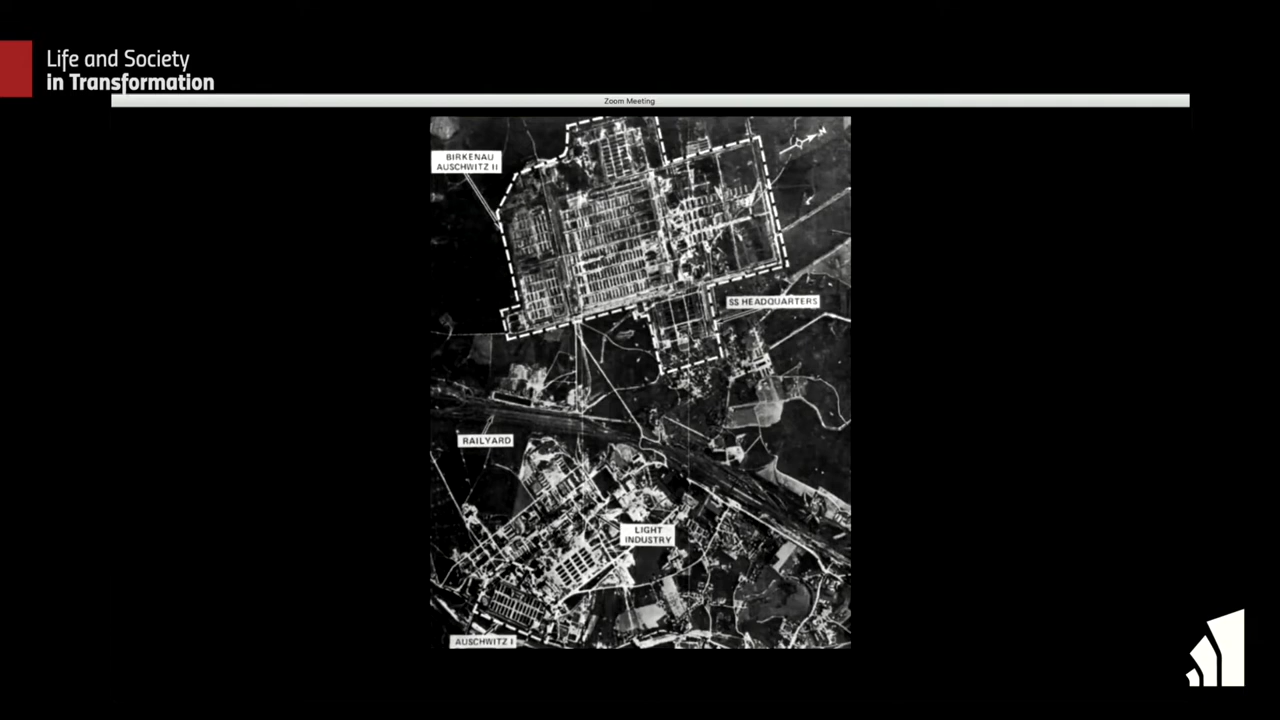 Life and Society
in Transformation
Zoom Meeting
N
BIRKENAU
AUSCHWITZ II
SS HEADQUARTERS
RAILYARD
LIGHT
INDUSTRY
AUSCHWITZ I